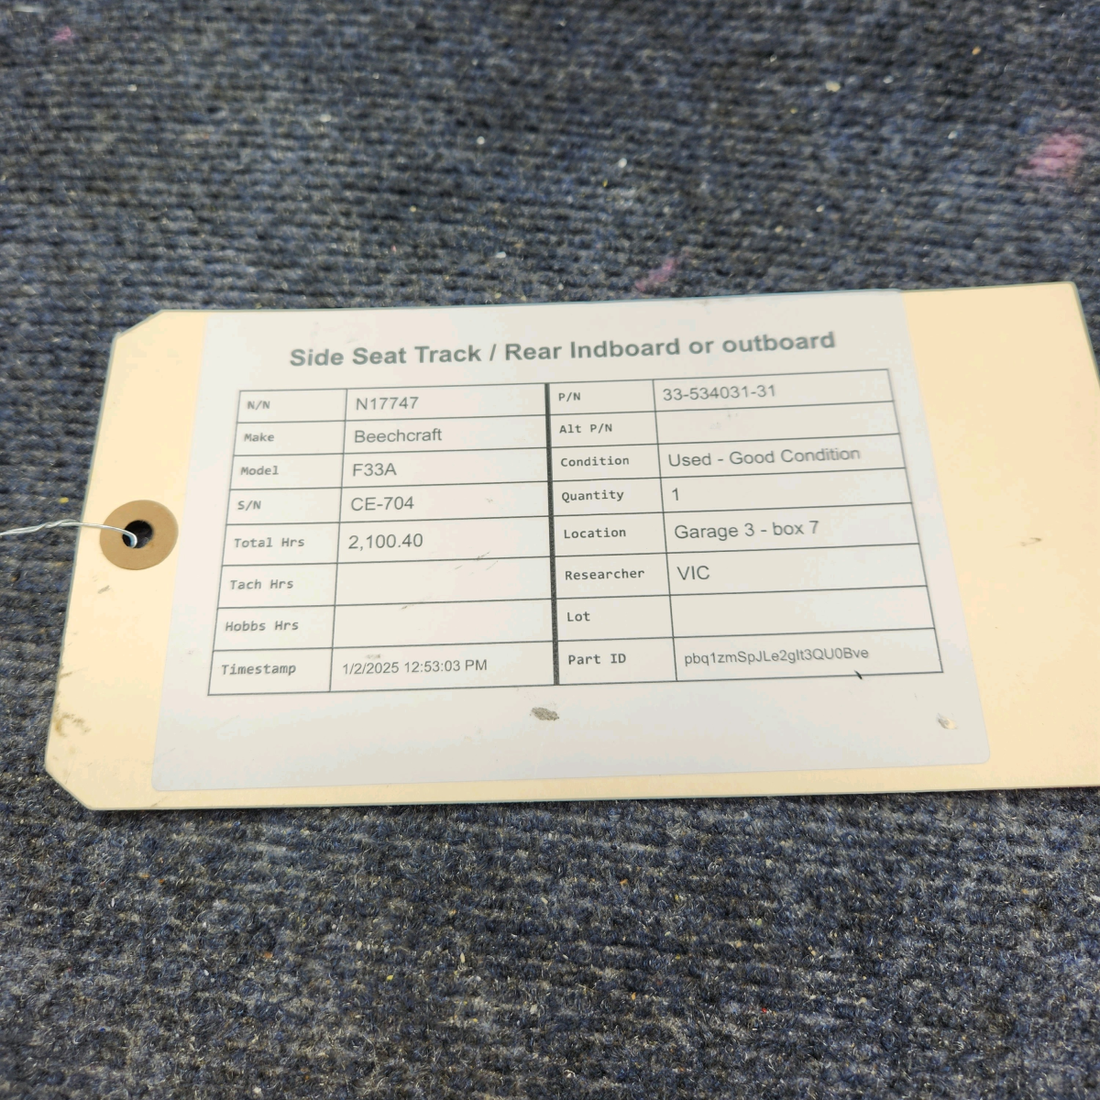 Side Seat Track / Rear Indboard or outboard
N/N N17747 P/N 33-534031-31
Make Beechcraft Alt P/N
Model F33A Condition Used - Good Condition
S/N CE-704 Quantity 1
Total Hrs 2,100.40 Location Garage 3 - box 7
Tach Hrs Researcher VIC
Hobbs Hrs Lot
Timestamp 1/2/2025 12:53:03 PM Part ID pbq1zmSpJLe2glt3QU0Bve